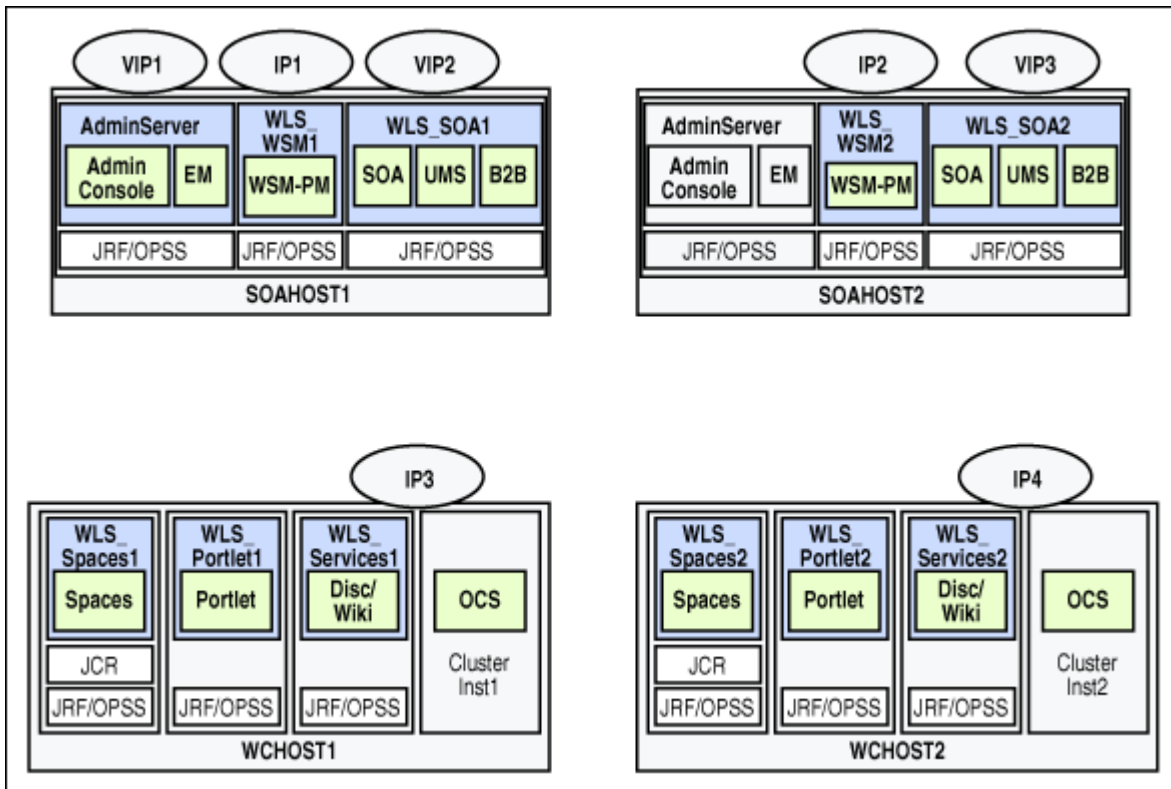 VIP1
IP1
VIP2
AdminServer
Admin
Console
EM
WLS_
WSM1
WSM-PM
WLS_SOA1
SOA
UMS
B2B
JRF/OPSS
JRF/OPSS
JRF/OPSS
SOAHOST1
IP2
VIP3
AdminServer
Admin
Console
EM
WLS_
WSM2
WSM-PM
WLS_SOA2
SOA
UMS
B2B
JRF/OPSS
JRF/OPSS
JRF/OPSS
SOAHOST2
IP3
WLS_
Spaces1
Spaces
JCR
JRF/OPSS
WLS_
Portlet1
Portlet
JRF/OPSS
WLS_
Services1
Disc/
Wiki
JRF/OPSS
OCS
Cluster
Inst1
WCHOST1
IP4
WLS_
Spaces2
Spaces
JCR
JRF/OPSS
WLS_
Portlet2
Portlet
JRF/OPSS
WLS_
Services2
Disc/
Wiki
JRF/OPSS
OCS
Cluster
Inst2
WCHOST2